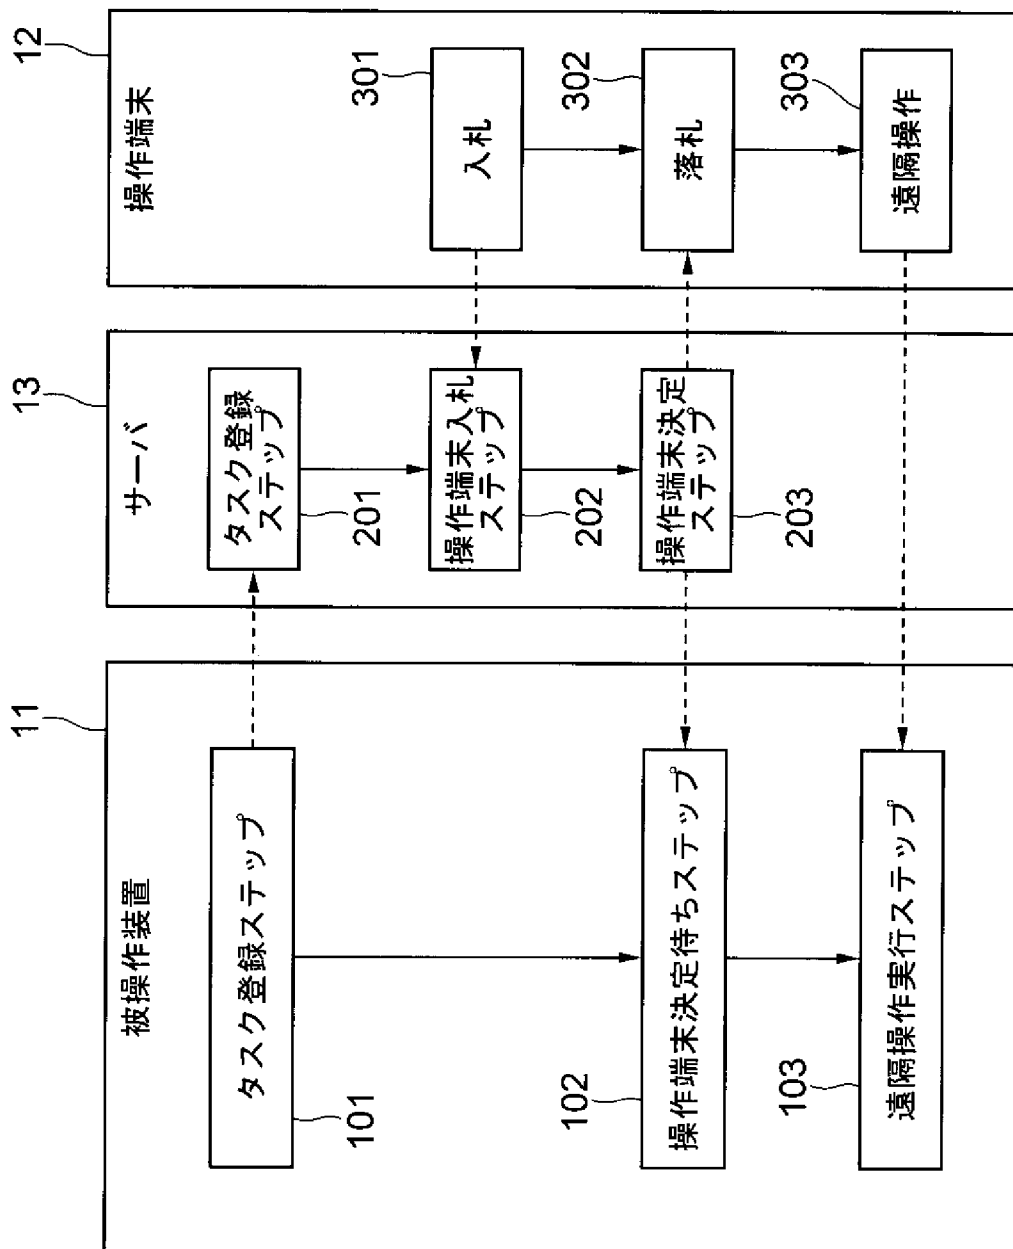 11
被操作装置
タスク登録ステップ
101
操作端末決定待ちステップ
102
遠隔操作実行ステップ
103
13
サーバ
タスク登録
ステップ
201
操作端末入札
ステップ
202
操作端末決定
ステップ
203
12
操作端末
入札
301
落札
302
遠隔操作
303